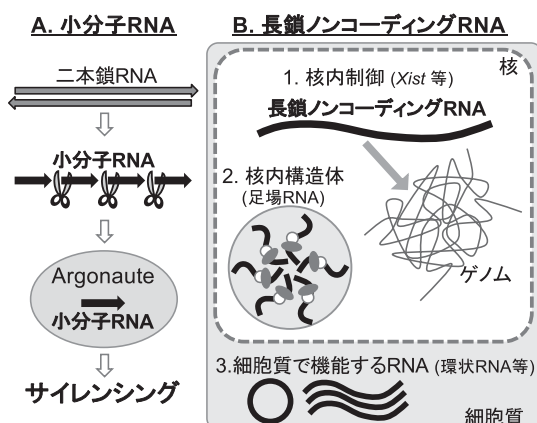 A. 小分子RNA
二本鎖RNA
小分子RNA
Argonaute
小分子RNA
サイレンシング
B. 長鎖ノンコーディングRNA
核
1. 核内制御 (Xist 等)
長鎖ノンコーディングRNA
2. 核内構造体
(足場RNA)
ゲノム
3.細胞質で機能するRNA (環状RNA等)
細胞質